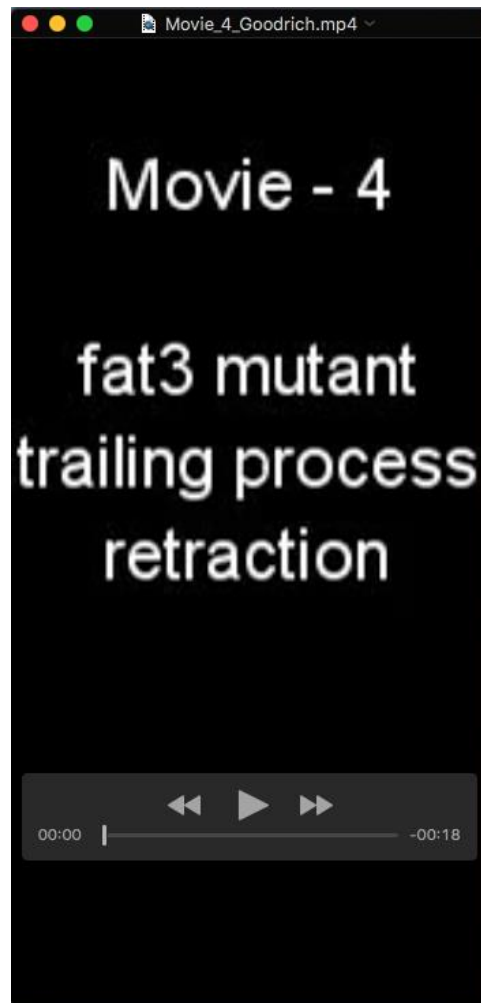 Movie_4_Goodrich.mp4
Movie - 4
fat3 mutant
trailing process
retraction
00:00 -00:18